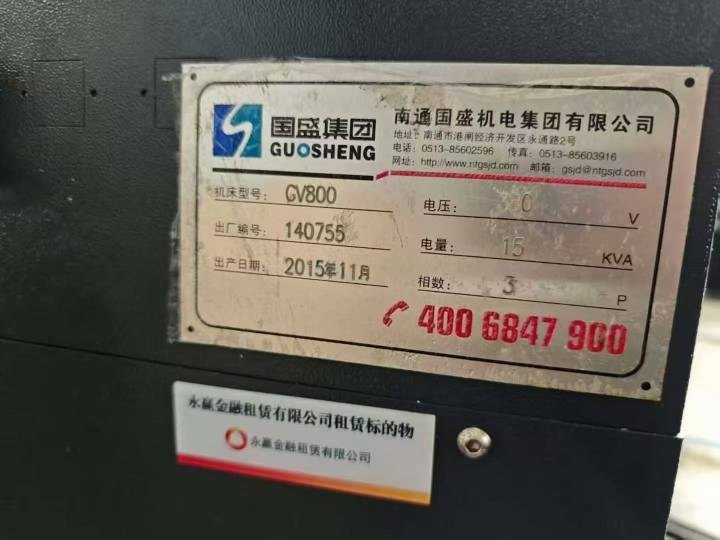 国盛集团
GUOSHENG
南通国盛机电集团有限公司
地址：南通市港闸经济开发区永通路2号
电话：0513-85602596 传真：0513-85603916
网址：http://www.ntgsjd.com 邮箱：gsjd@ntgsjd.com
机床型号：GV800
电压： V
出厂编号：140755
电量：15 KVA
出产日期：2015年11月
相数：3 P
400 6847 900
永赢金融租赁有限公司租赁标的物
永赢金融租赁有限公司